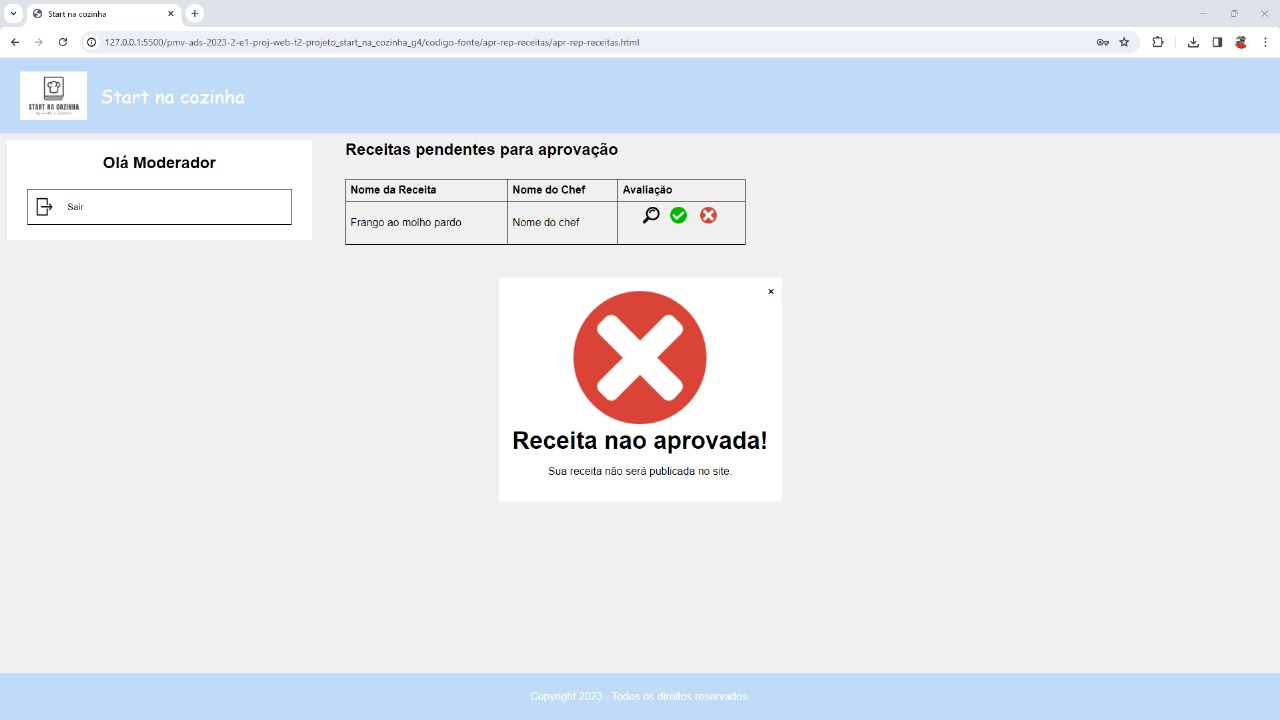 Start na cozinha
127.0.0.1:5500/pmv-ads-2023-2-e1-proj-web-t2-projeto_start_na_cozinha_g4/codigo-fente/apr-rep-receitas/apr-rep-receitas.html
START NA COZINHA
Start na cozinha
Olá Moderador
Sair
Receitas pendentes para aprovação
Nome da Receita Nome do Chef Avaliação
Frango ao molho pardo Nome do chef
Receita nao aprovada!
Sua receita não será publicada no site.
Copyright 2023 - Todos os direitos reservados.